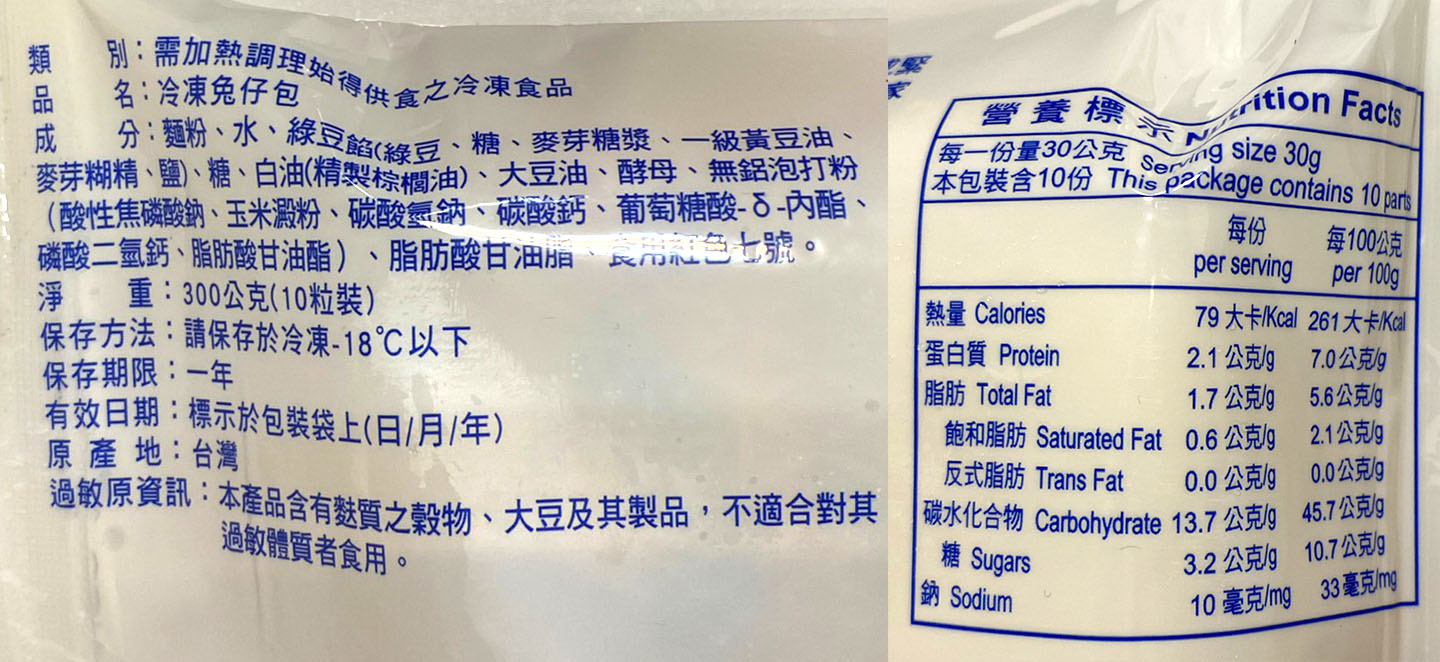 類　別：需加熱調理始得供食之冷凍食品
品　名：冷凍兔仔包
成　分：麵粉、水、綠豆餡(綠豆、糖、麥芽糖漿、一級黃豆油、
麥芽糊精、鹽)、糖、白油(精製棕櫚油)、大豆油、酵母、無鋁泡打粉
（酸性焦磷酸鈉、玉米澱粉、碳酸氫鈉、碳酸鈣、葡萄糖酸-δ-內酯、
磷酸二氫鈣、脂肪酸甘油酯）、脂肪酸甘油脂、食用紅色七號。
淨　重：300公克(10粒裝)
保存方法：請保存於冷凍-18℃以下
保存期限：一年
有效日期：標示於包裝袋上(日/月/年)
原產地：台灣
過敏原資訊：本產品含有麩質之穀物、大豆及其製品，不適合對其
過敏體質者食用。
緊
家
營養標示 Nutrition Facts
每一份量30公克 Serving size 30g
本包裝含10份 This package contains 10 parts
每份 每100公克
per serving per 100g
熱量 Calories 79 大卡/Kcal 261 大卡/Kcal
蛋白質 Protein 2.1 公克/g 7.0 公克/g
脂肪 Total Fat 1.7 公克/g 5.6 公克/g
飽和脂肪 Saturated Fat 0.6 公克/g 2.1 公克/g
反式脂肪 Trans Fat 0.0 公克/g 0.0 公克/g
碳水化合物 Carbohydrate 13.7 公克/g 45.7 公克/g
糖 Sugars 3.2 公克/g 10.7 公克/g
鈉 Sodium 10 毫克/mg 33 毫克/mg